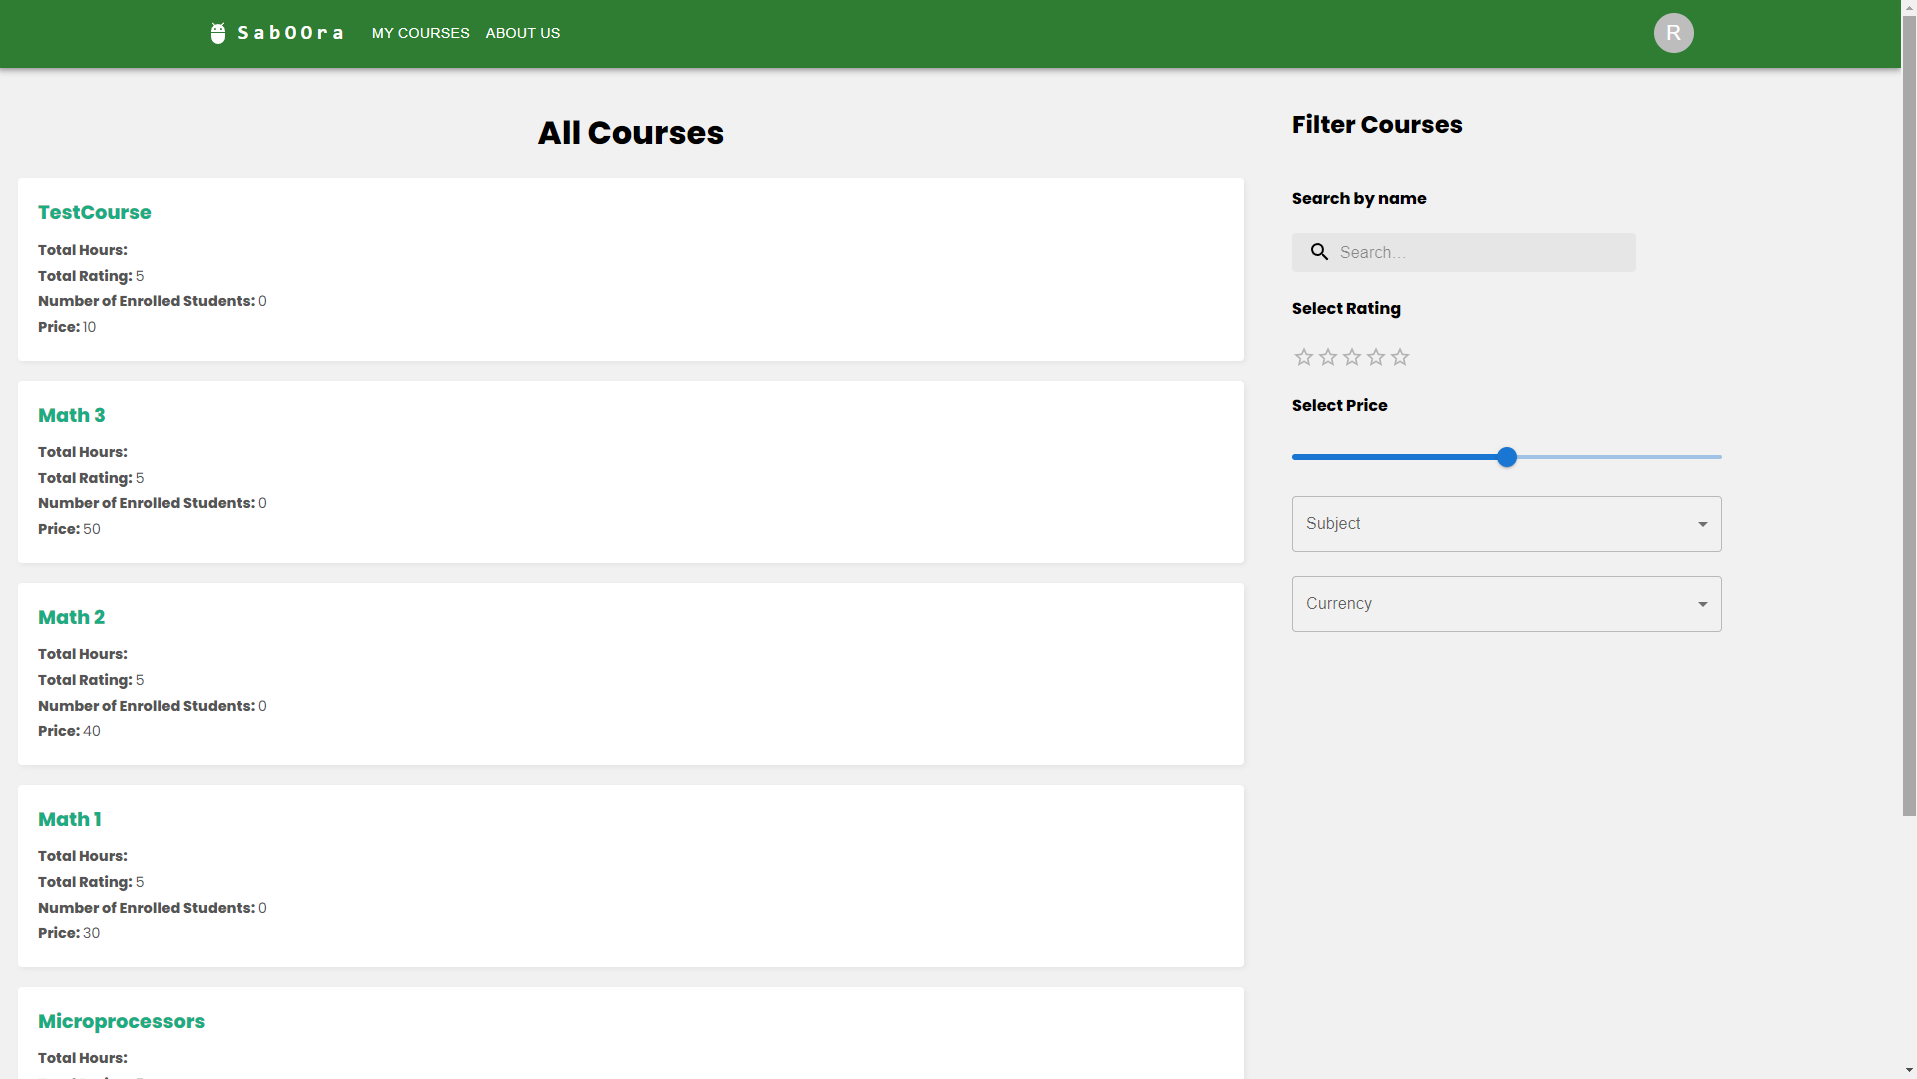 Sab00ra
MY COURSES
ABOUT US
R
All Courses
TestCourse
Total Hours:
Total Rating: 5
Number of Enrolled Students: 0
Price: 10
Math 3
Total Hours:
Total Rating: 5
Number of Enrolled Students: 0
Price: 50
Math 2
Total Hours:
Total Rating: 5
Number of Enrolled Students: 0
Price: 40
Math 1
Total Hours:
Total Rating: 5
Number of Enrolled Students: 0
Price: 30
Microprocessors
Total Hours:
Filter Courses
Search by name
Search...
Select Rating
Select Price
Subject
Currency